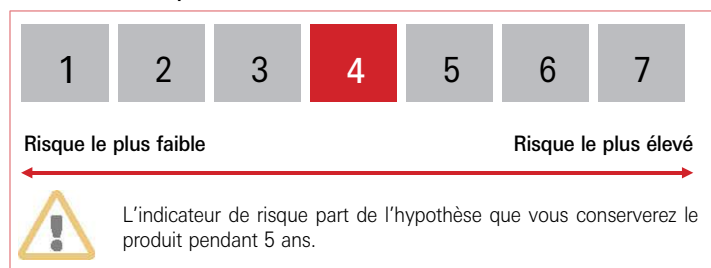 1 2 3 4 5 6 7
Risque le plus faible Risque le plus élevé
L'indicateur de risque part de l'hypothèse que vous conserverez le
produit pendant 5 ans.